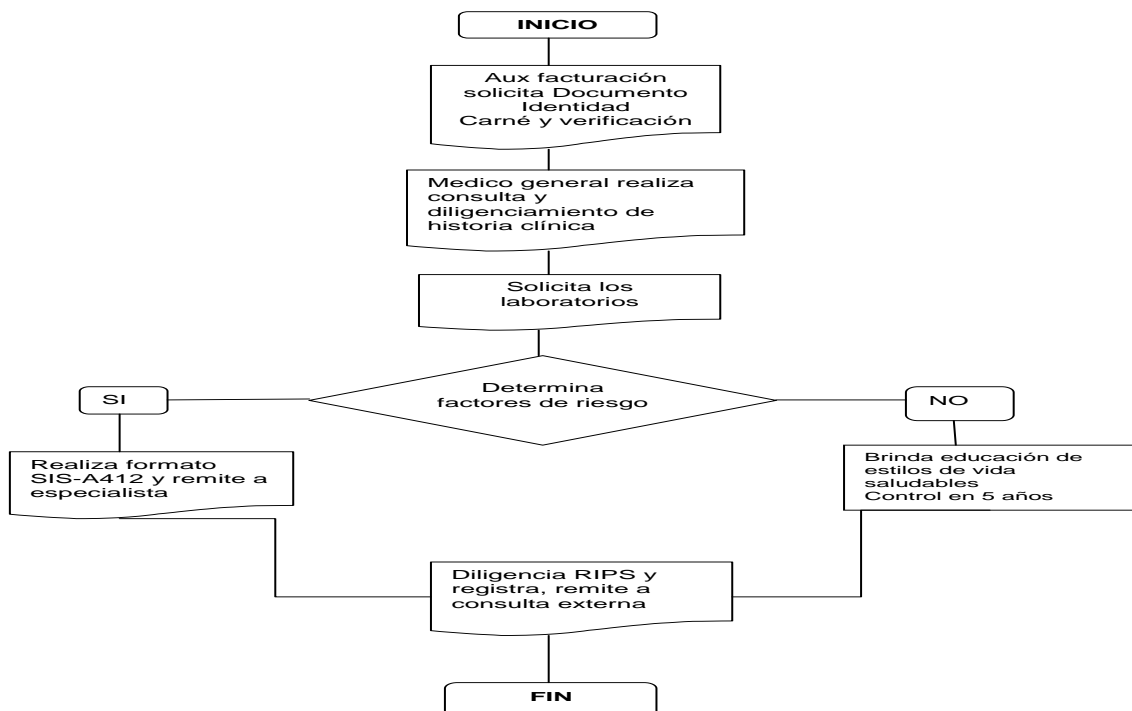 INICIO
Aux facturación
solicita Documento
Identidad
Carné y verificación
Medico general realiza
consulta y
diligenciamiento de
historia clínica
Solicita los
laboratorios
Determina
factores de riesgo
SI
NO
Realiza formato
SIS-A412 y remite a
especialista
Brinda educación de
estilos de vida
saludables
Control en 5 años
Diligencia RIPS y
registra, remite a
consulta externa
FIN